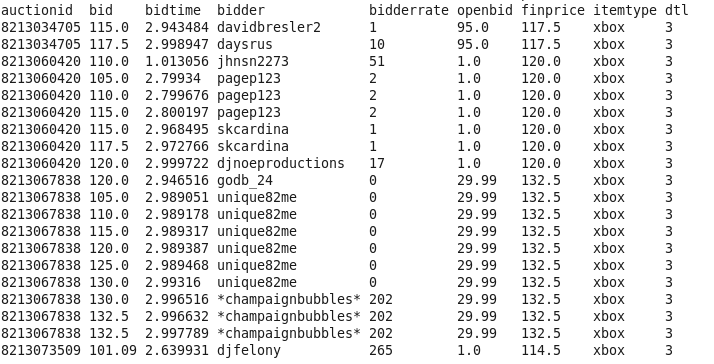 auctionid bid bidtime bidder bidderrate openbid finprice itemtype dtl
8213034705 115.0 2.943484 davidbresler2 1 95.0 117.5 xbox 3
8213034705 117.5 2.998947 daysrus 10 95.0 117.5 xbox 3
8213060420 110.0 1.013056 jhnsn2273 51 1.0 120.0 xbox 3
8213060420 105.0 2.79934 pagep123 2 1.0 120.0 xbox 3
8213060420 110.0 2.799676 pagep123 2 1.0 120.0 xbox 3
8213060420 115.0 2.800197 pagep123 2 1.0 120.0 xbox 3
8213060420 115.0 2.968495 skcardina 1 1.0 120.0 xbox 3
8213060420 117.5 2.972766 skcardina 1 1.0 120.0 xbox 3
8213060420 120.0 2.999722 djnoeproductions 17 1.0 120.0 xbox 3
8213067838 120.0 2.946516 godb_24 0 29.99 132.5 xbox 3
8213067838 105.0 2.989051 unique82me 0 29.99 132.5 xbox 3
8213067838 110.0 2.989178 unique82me 0 29.99 132.5 xbox 3
8213067838 115.0 2.989317 unique82me 0 29.99 132.5 xbox 3
8213067838 120.0 2.989387 unique82me 0 29.99 132.5 xbox 3
8213067838 125.0 2.989468 unique82me 0 29.99 132.5 xbox 3
8213067838 130.0 2.99316 unique82me 0 29.99 132.5 xbox 3
8213067838 130.0 2.996516 *champaignbubbles* 202 29.99 132.5 xbox 3
8213067838 132.5 2.996632 *champaignbubbles* 202 29.99 132.5 xbox 3
8213067838 132.5 2.997789 *champaignbubbles* 202 29.99 132.5 xbox 3
8213073509 101.09 2.639931 djfelony 265 1.0 114.5 xbox 3